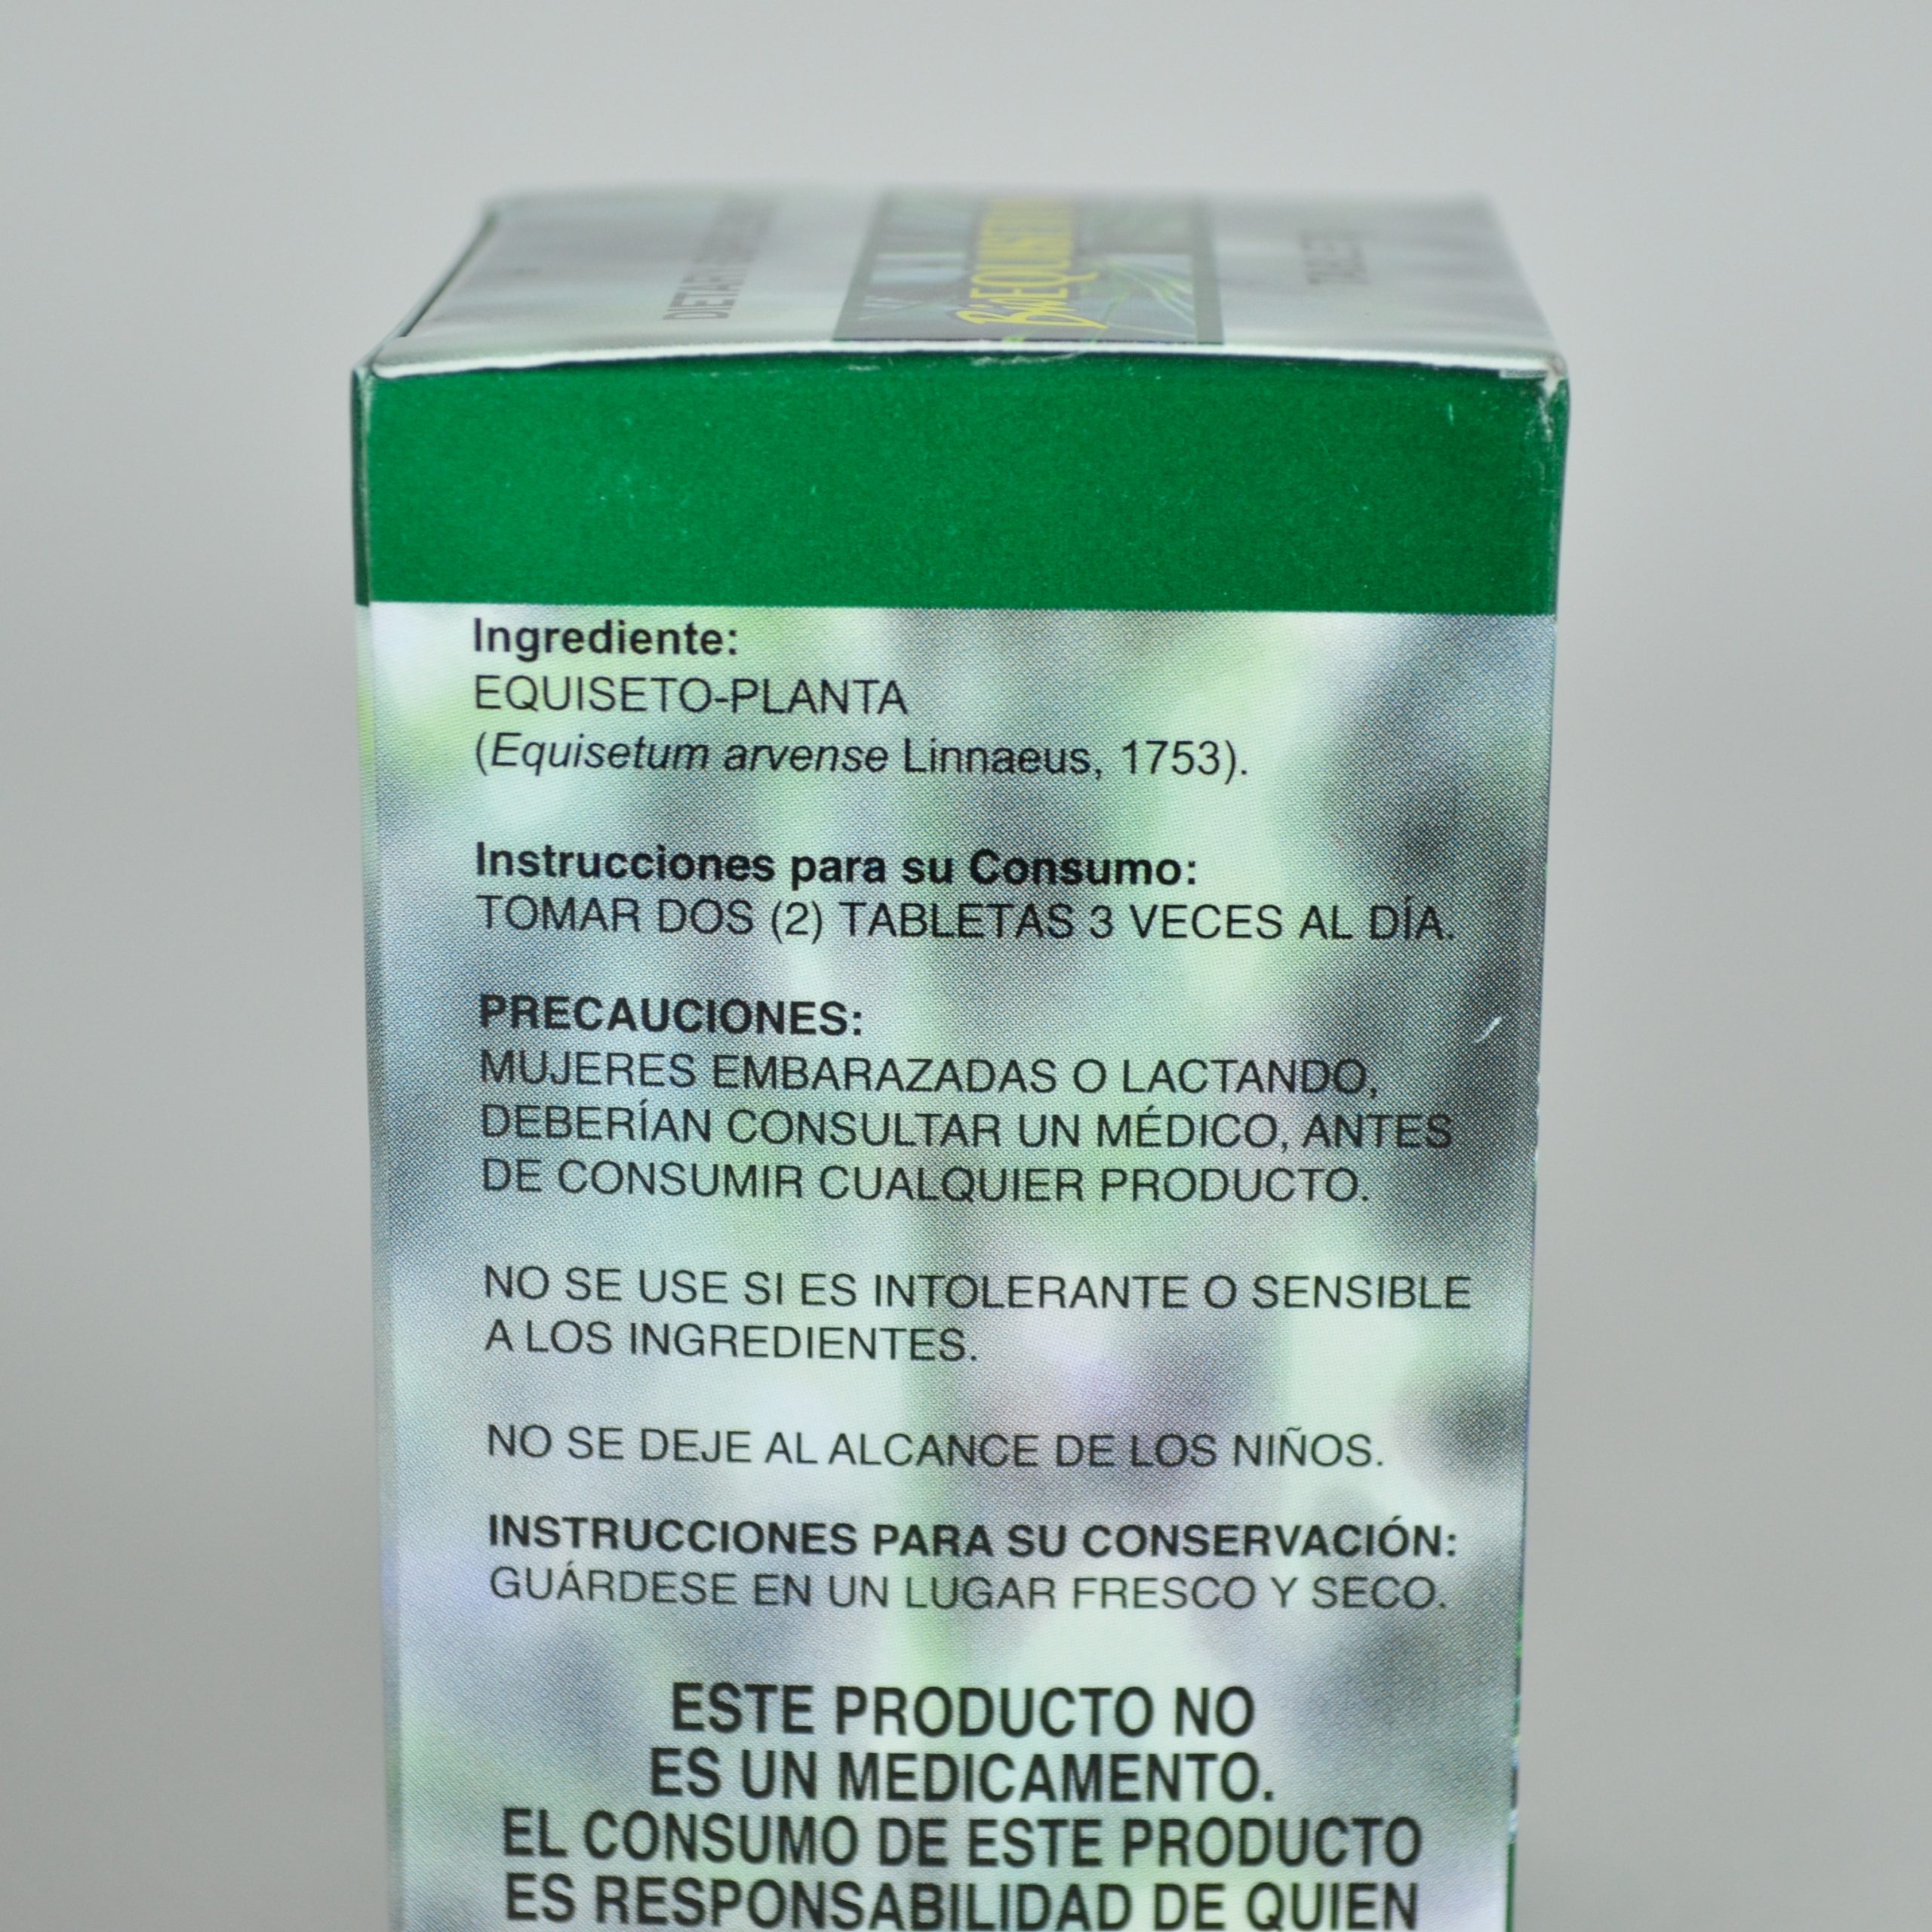 DIETARY
BioEQUISETUM
Ingrediente:
EQUISETO-PLANTA
(Equisetum arvense Linnaeus, 1753).
Instrucciones para su Consumo:
TOMAR DOS (2) TABLETAS 3 VECES AL DÍA.
PRECAUCIONES:
MUJERES EMBARAZADAS O LACTANDO,
DEBERÍAN CONSULTAR UN MÉDICO, ANTES
DE CONSUMIR CUALQUIER PRODUCTO.
NO SE USE SI ES INTOLERANTE O SENSIBLE
A LOS INGREDIENTES.
NO SE DEJE AL ALCANCE DE LOS NIÑOS.
INSTRUCCIONES PARA SU CONSERVACIÓN:
GUÁRDESE EN UN LUGAR FRESCO Y SECO.
ESTE PRODUCTO NO
ES UN MEDICAMENTO.
EL CONSUMO DE ESTE PRODUCTO
ES RESPONSABILIDAD DE QUIEN